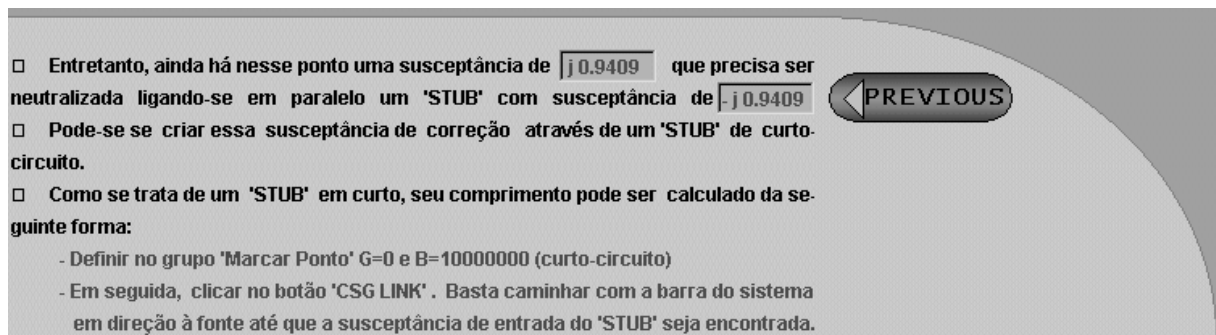 □ Entretanto, ainda há nesse ponto uma susceptância de j 0.9409 que precisa ser
neutralizada ligando-se em paralelo um 'STUB' com susceptância de - j 0.9409
□ Pode-se se criar essa susceptância de correção através de um 'STUB' de curto-
circuito.
□ Como se trata de um 'STUB' em curto, seu comprimento pode ser calculado da se-
guinte forma:
- Definir no grupo 'Marcar Ponto' G=0 e B=10000000 (curto-circuito)
- Em seguida, clicar no botão 'CSG LINK' . Basta caminhar com a barra do sistema
em direção à fonte até que a susceptância de entrada do 'STUB' seja encontrada.
PREVIOUS